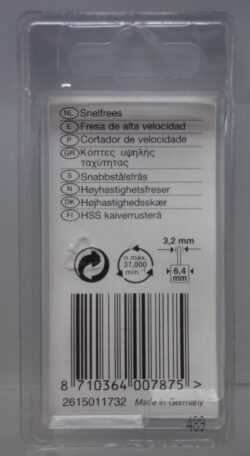 NL Snelfrees
E Fresa de alta velocidad
P Cortador de velocidade
GR Κόπτες υψηλής
ταχύτητας
S Snabbstålsfräs
N Høyhastighetsfreser
DK Højhastighedsskær
FI HSS kaiverrusterä
n max.
37,000
min.⁻¹
3,2 mm
6,4
mm
8 710364 007875 >
2615011732 Made in Germany
489